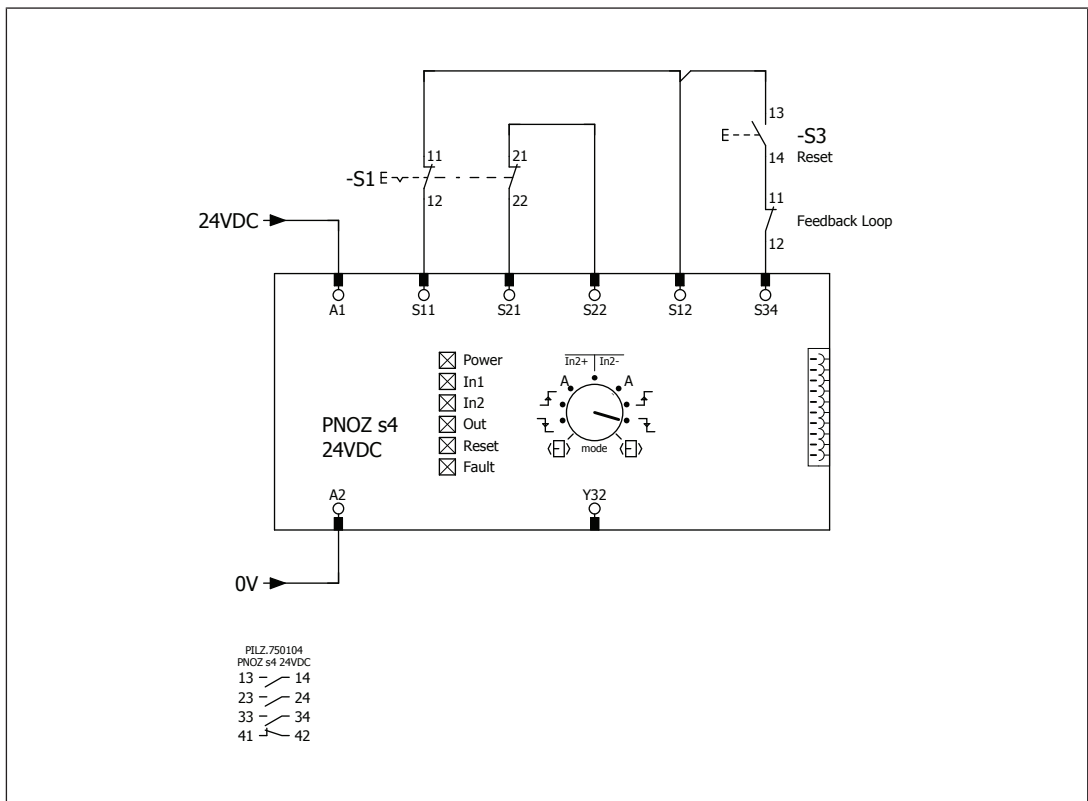 13
-S3
14 Reset
11 21
-S1
12 22
11
Feedback Loop
12
24VDC
A1 S11 S21 S22 S12 S34
In2+ In2-
Power
In1
A A
In2
Out
Reset
mode
Fault
PNOZ s4
24VDC
A2 Y32
0V
PILZ.750104
PNOZ s4 24VDC
13 14
23 24
33 34
41 42